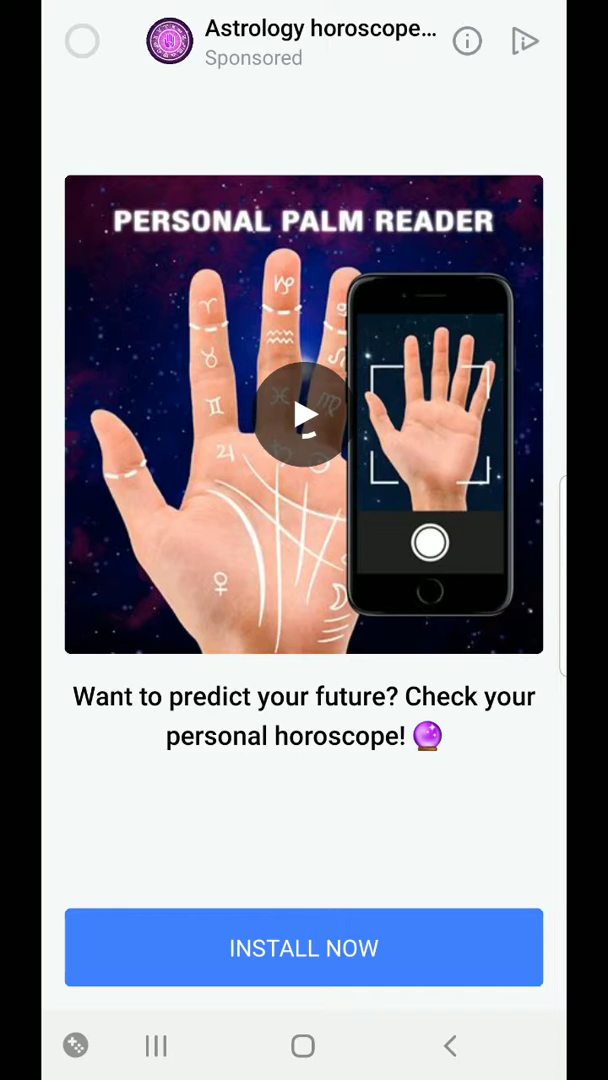 Astrology horoscope...
Sponsored
PERSONAL PALM READER
Want to predict your future? Check your
personal horoscope! 🔮
INSTALL NOW